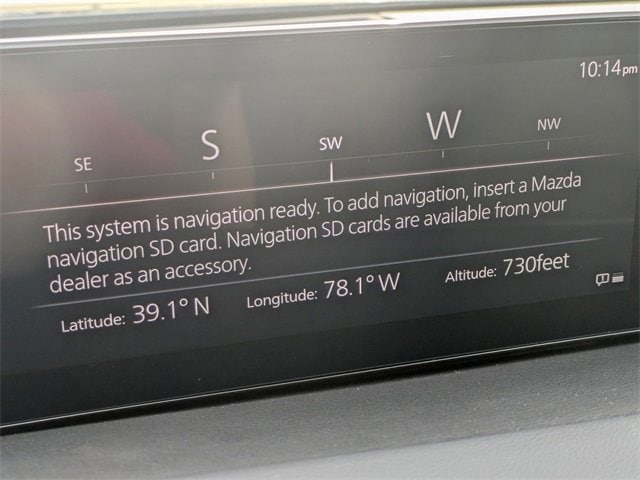 10:14pm
SE S SW W NW
This system is navigation ready. To add navigation, insert a Mazda
navigation SD card. Navigation SD cards are available from your
dealer as an accessory.
Latitude: 39.1° N Longitude: 78.1° W Altitude: 730feet